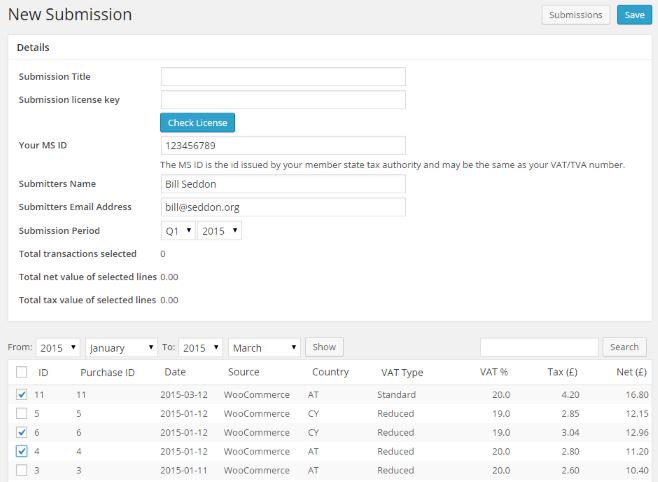 New Submission Submissions Save
Details
Submission Title
Submission license key
Check License
Your MS ID 123456789
The MS ID is the id issued by your member state tax authority and may be the same as your VAT/TVA number.
Submitters Name Bill Seddon
Submitters Email Address bill@seddon.org
Submission Period Q1 2015
Total transactions selected 0
Total net value of selected lines 0.00
Total tax value of selected lines 0.00
From: 2015 January To: 2015 March Show Search
ID Purchase ID Date Source Country VAT Type VAT % Tax (£) Net (£)
11 11 2015-03-12 WooCommerce AT Standard 20.0 4.20 16.80
5 5 2015-01-12 WooCommerce CY Reduced 19.0 2.85 12.15
6 6 2015-01-12 WooCommerce CY Reduced 19.0 3.04 12.96
4 4 2015-01-12 WooCommerce AT Reduced 20.0 2.80 11.20
3 3 2015-01-11 WooCommerce AT Reduced 20.0 2.60 10.40